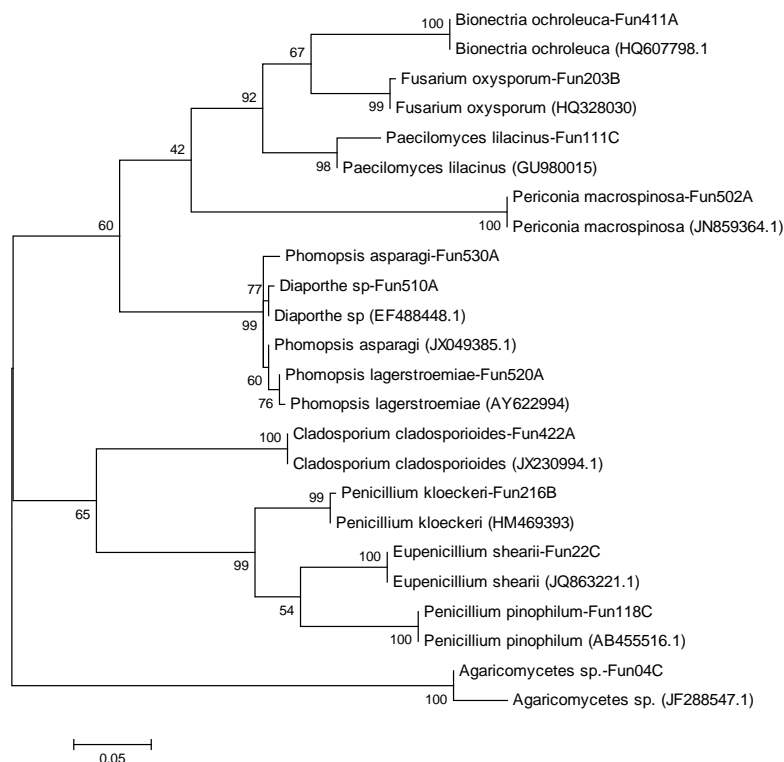 Bionectria ochroleuca-Fun411A
100
Bionectria ochroleuca (HQ607798.1
67
Fusarium oxysporum-Fun203B
99
Fusarium oxysporum (HQ328030)
92
Paecilomyces lilacinus-Fun111C
98
Paecilomyces lilacinus (GU980015)
42
Periconia macrospinosa-Fun502A
100
Periconia macrospinosa (JN859364.1)
60
Phomopsis asparagi-Fun530A
77
Diaporthe sp-Fun510A
Diaporthe sp (EF488448.1)
99
Phomopsis asparagi (JX049385.1)
60
Phomopsis lagerstroemiae-Fun520A
76
Phomopsis lagerstroemiae (AY622994)
100
Cladosporium cladosporioides-Fun422A
Cladosporium cladosporioides (JX230994.1)
65
99
Penicillium kloeckeri-Fun216B
Penicillium kloeckeri (HM469393)
99
100
Eupenicillium shearii-Fun22C
Eupenicillium shearii (JQ863221.1)
54
Penicillium pinophilum-Fun118C
100
Penicillium pinophilum (AB455516.1)
Agaricomycetes sp.-Fun04C
100
Agaricomycetes sp. (JF288547.1)
0.05